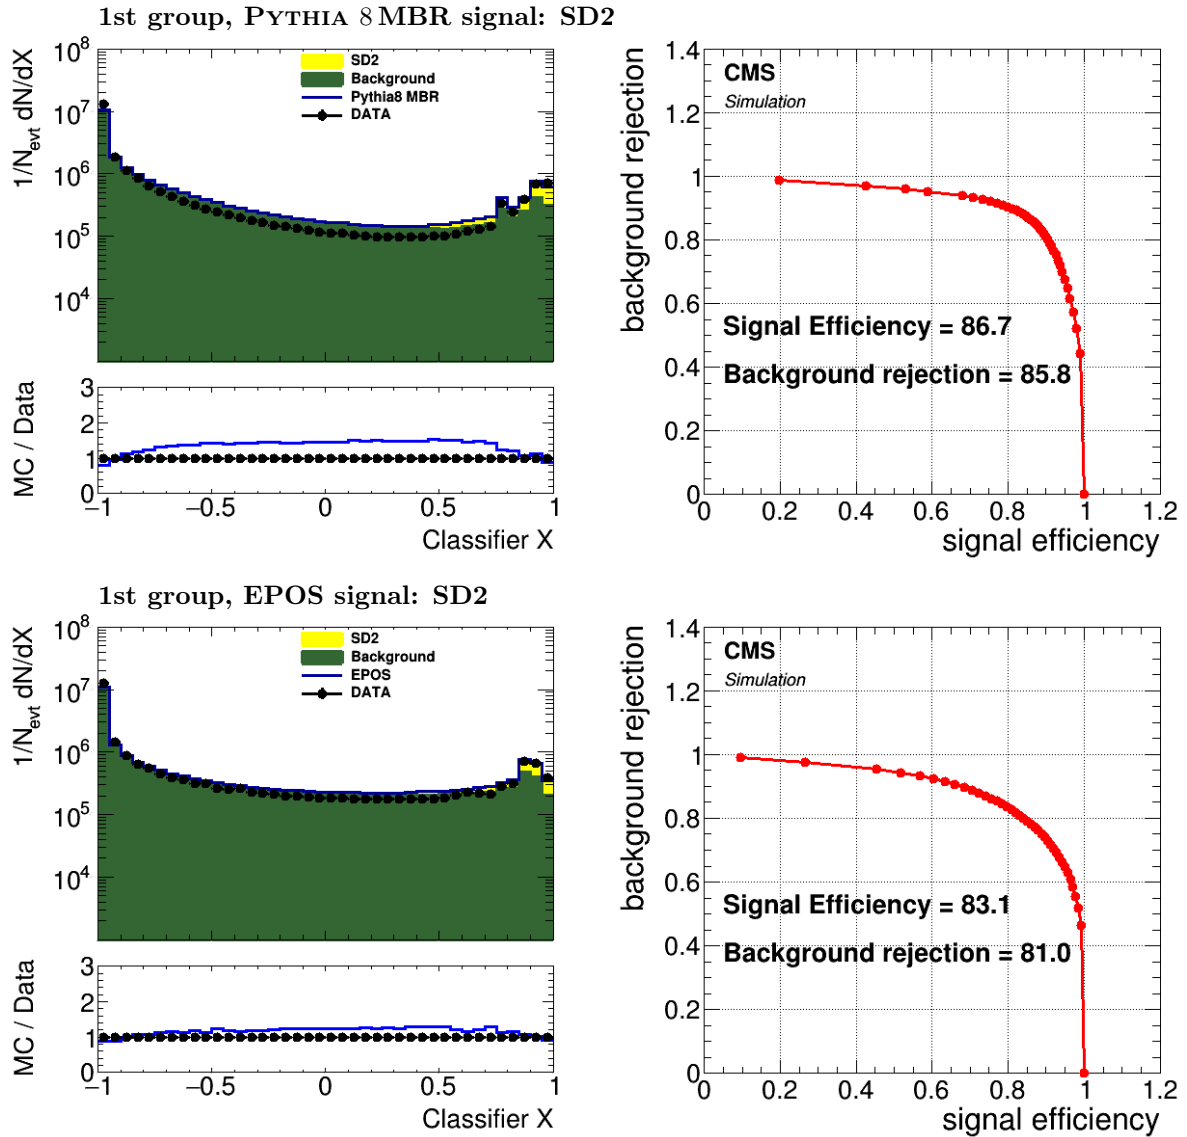 1st group, PYTHIA 8 MBR signal: SD2
10^8
10^7
10^6
10^5
10^4
1/N_evt dN/dX
SD2
Background
Pythia8 MBR
DATA
3
2
1
0
MC / Data
−1
−0.5
0
0.5
1
Classifier X
1.4
1.2
1
0.8
0.6
0.4
0.2
0
background rejection
CMS
Simulation
Signal Efficiency = 86.7
Background rejection = 85.8
0
0.2
0.4
0.6
0.8
1
1.2
signal efficiency
1st group, EPOS signal: SD2
10^8
10^7
10^6
10^5
10^4
1/N_evt dN/dX
SD2
Background
EPOS
DATA
3
2
1
0
MC / Data
−1
−0.5
0
0.5
1
Classifier X
1.4
1.2
1
0.8
0.6
0.4
0.2
0
background rejection
CMS
Simulation
Signal Efficiency = 83.1
Background rejection = 81.0
0
0.2
0.4
0.6
0.8
1
1.2
signal efficiency